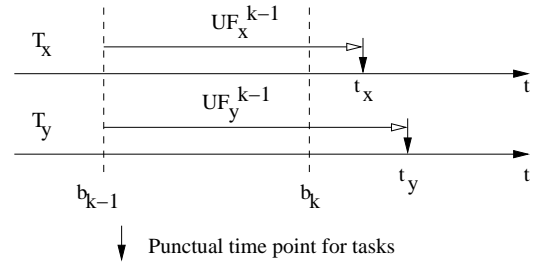 UF_x^{k-1}
T_x
t_x
t
UF_y^{k-1}
T_y
t
t_y
b_{k-1}
b_k
Punctual time point for tasks